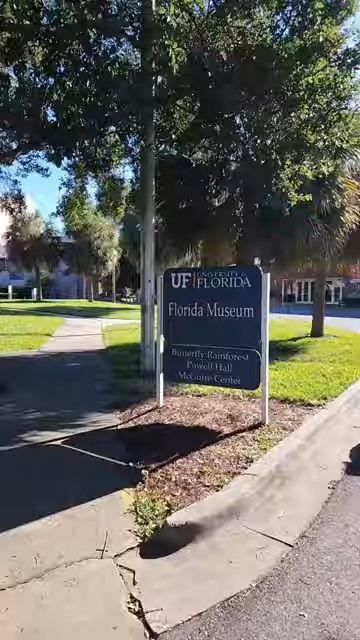 UF UNIVERSITY of
FLORIDA
Florida Museum
Butterfly Rainforest
Powell Hall
McGuire Center